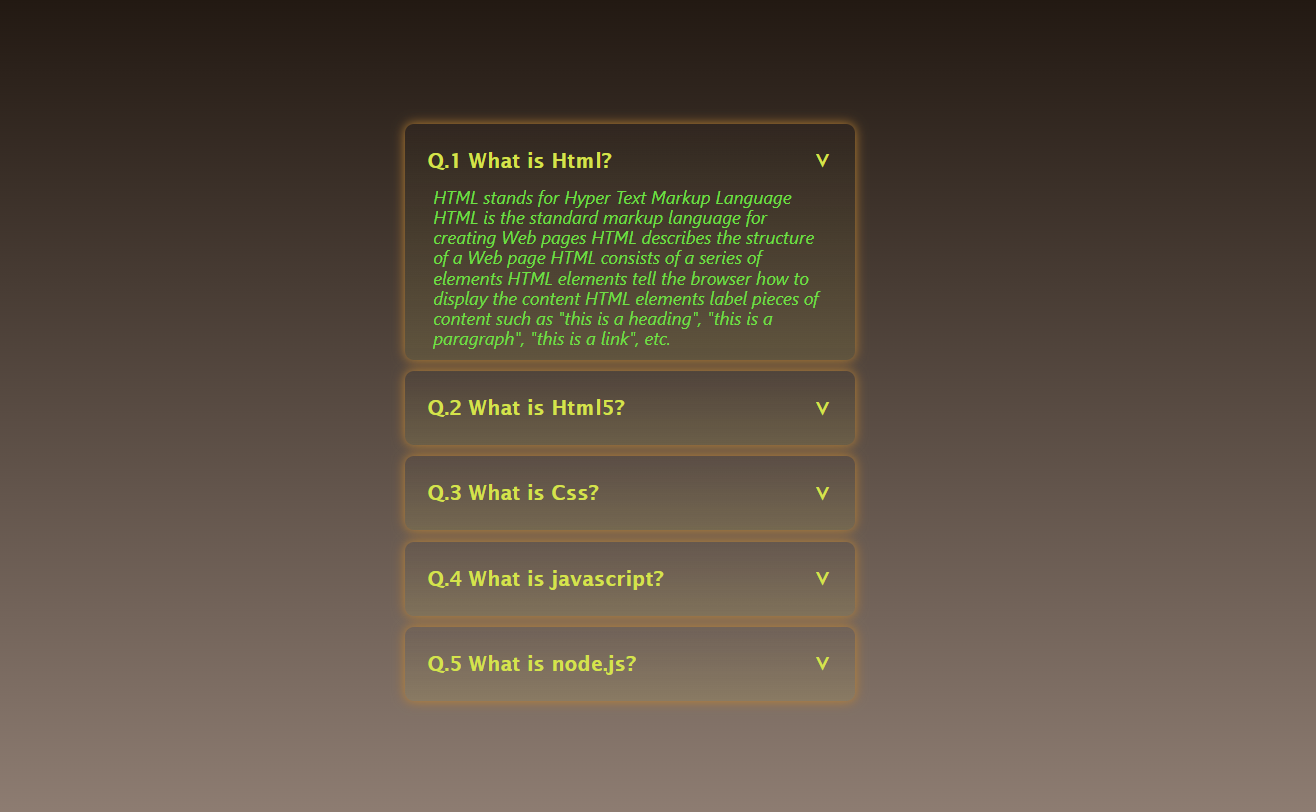 Q.1 What is Html?
V
HTML stands for Hyper Text Markup Language
HTML is the standard markup language for
creating Web pages HTML describes the structure
of a Web page HTML consists of a series of
elements HTML elements tell the browser how to
display the content HTML elements label pieces of
content such as "this is a heading", "this is a
paragraph", "this is a link", etc.
Q.2 What is Html5?
V
Q.3 What is Css?
V
Q.4 What is javascript?
V
Q.5 What is node.js?
V